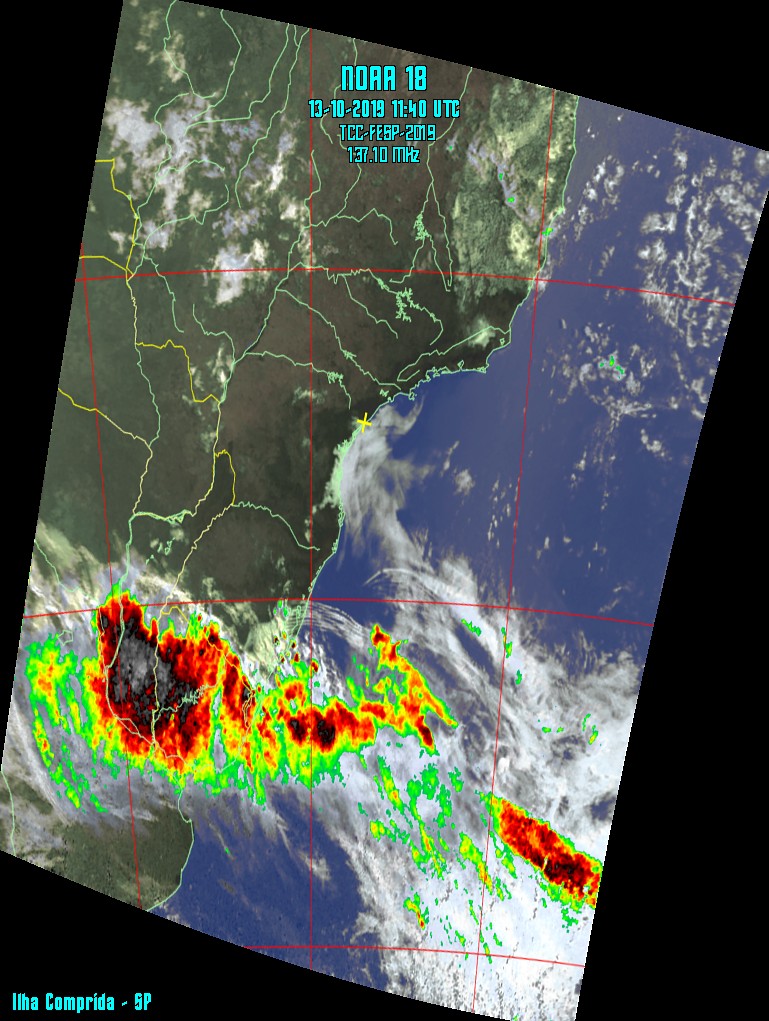 NOAA 18
13-10-2019 11:40 UTC
TCC-FESP-2019
137.10 MHz
Ilha Comprida - SP